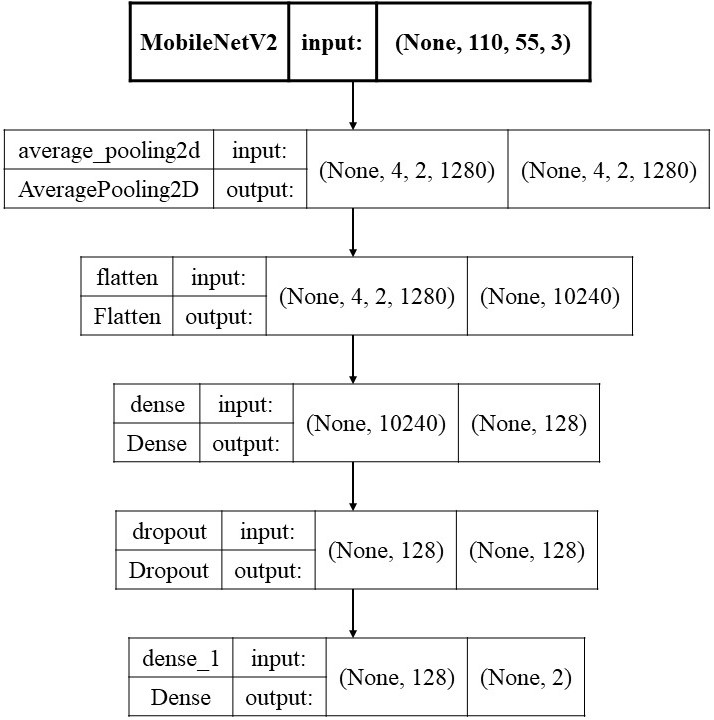 MobileNetV2 input: (None, 110, 55, 3)
average_pooling2d input: (None, 4, 2, 1280) (None, 4, 2, 1280)
AveragePooling2D output:
flatten input: (None, 4, 2, 1280) (None, 10240)
Flatten output:
dense input: (None, 10240) (None, 128)
Dense output:
dropout input: (None, 128) (None, 128)
Dropout output:
dense_1 input: (None, 128) (None, 2)
Dense output: